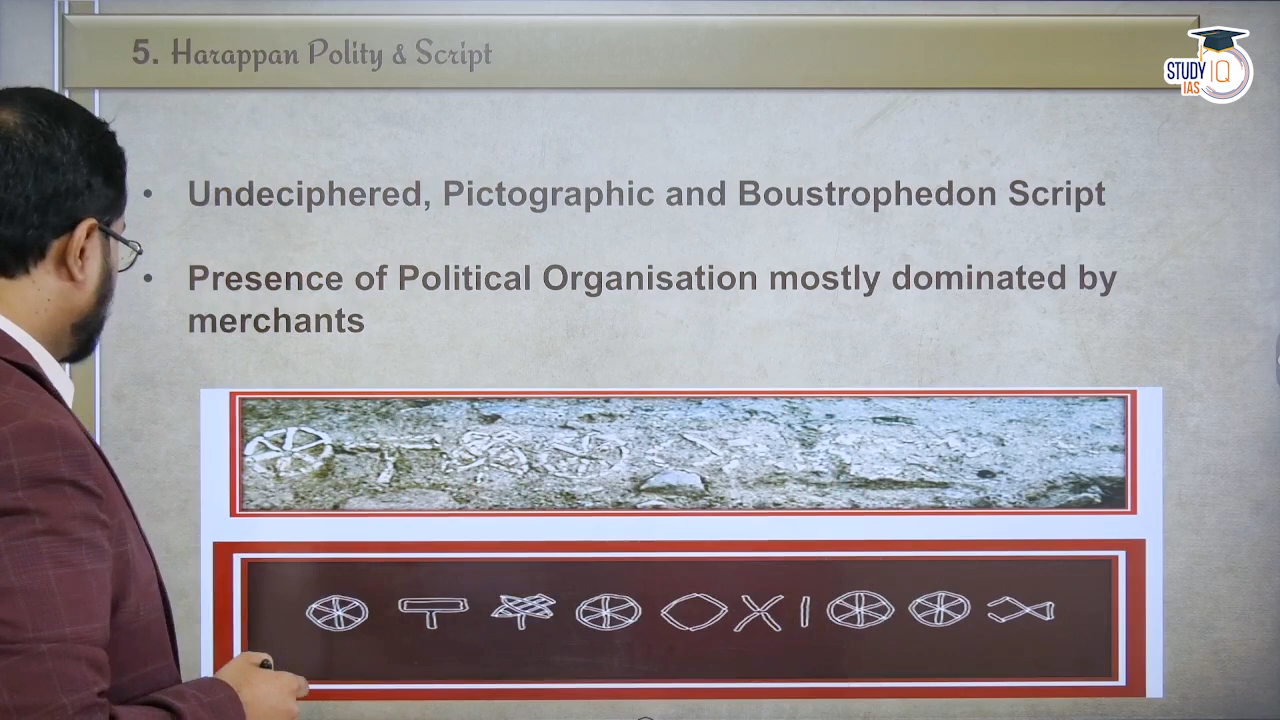 5. Harappan Polity & Script
STUDY IQ
IAS
• Undeciphered, Pictographic and Boustrophedon Script
• Presence of Political Organisation mostly dominated by
merchants